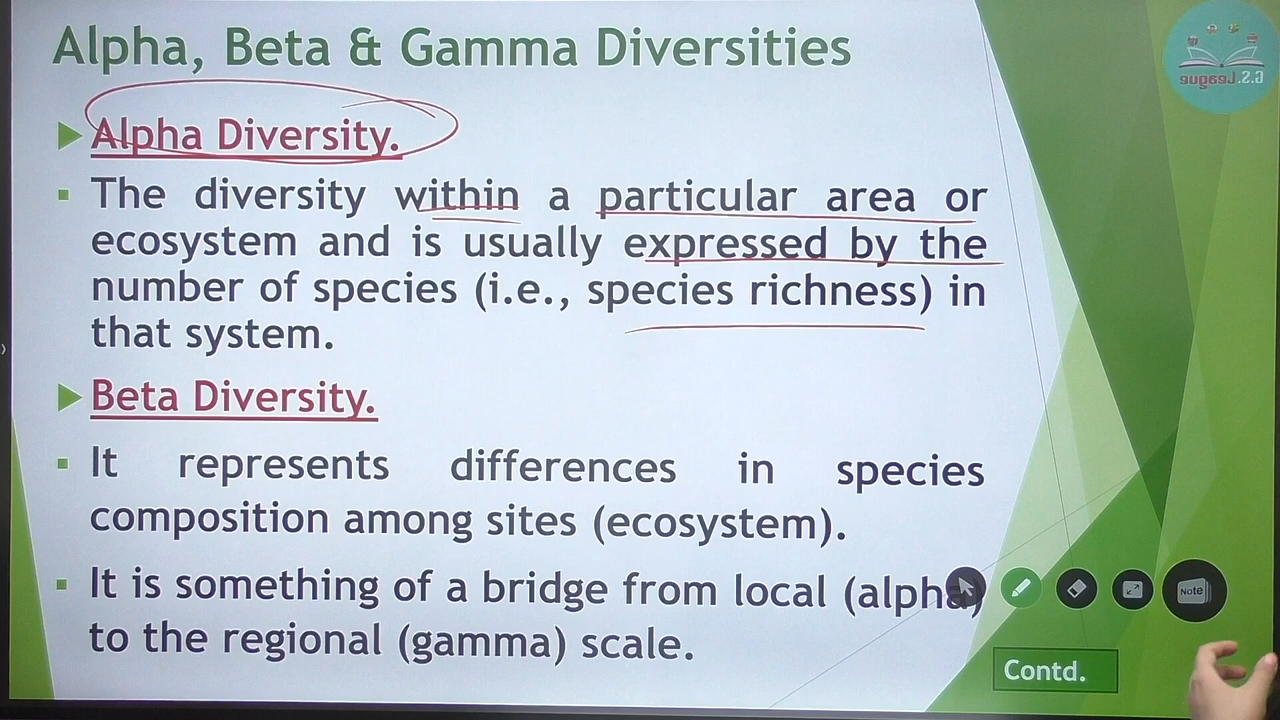 Alpha, Beta & Gamma Diversities
Alpha Diversity.
The diversity within a particular area or
ecosystem and is usually expressed by the
number of species (i.e., species richness) in
that system.
Beta Diversity.
It represents differences in species
composition among sites (ecosystem).
It is something of a bridge from local (alpha)
to the regional (gamma) scale.
Note
Contd.